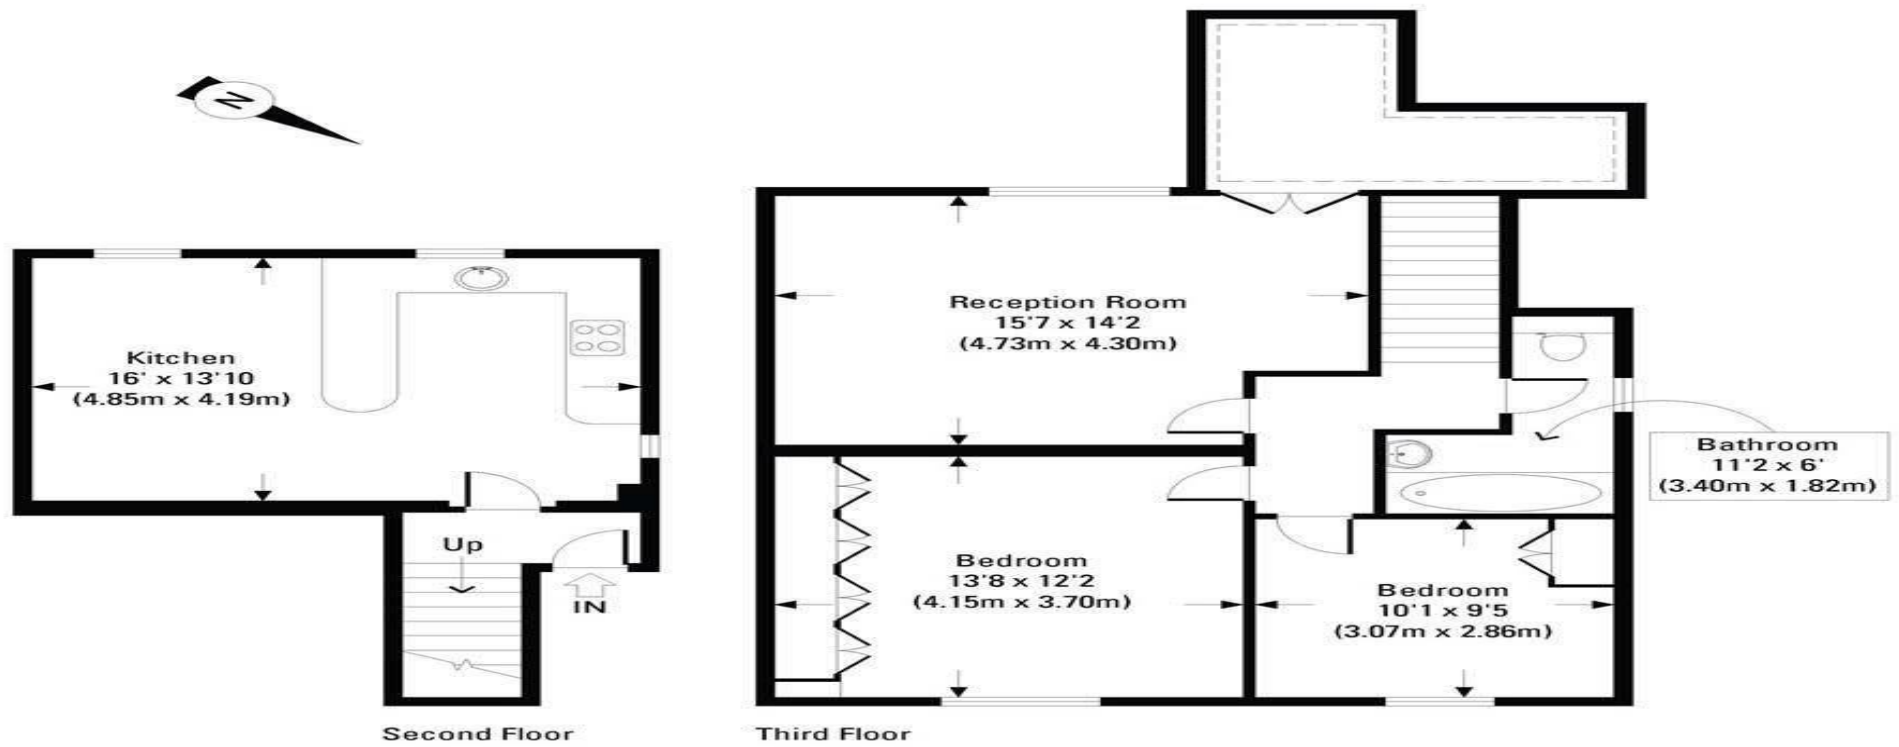 N
Kitchen
16' x 13'10
(4.85m x 4.19m)
Up
IN
Second Floor
Reception Room
15'7 x 14'2
(4.73m x 4.30m)
Bedroom
13'8 x 12'2
(4.15m x 3.70m)
Bedroom
10'1 x 9'5
(3.07m x 2.86m)
Bathroom
11'2 x 6'
(3.40m x 1.82m)
Third Floor